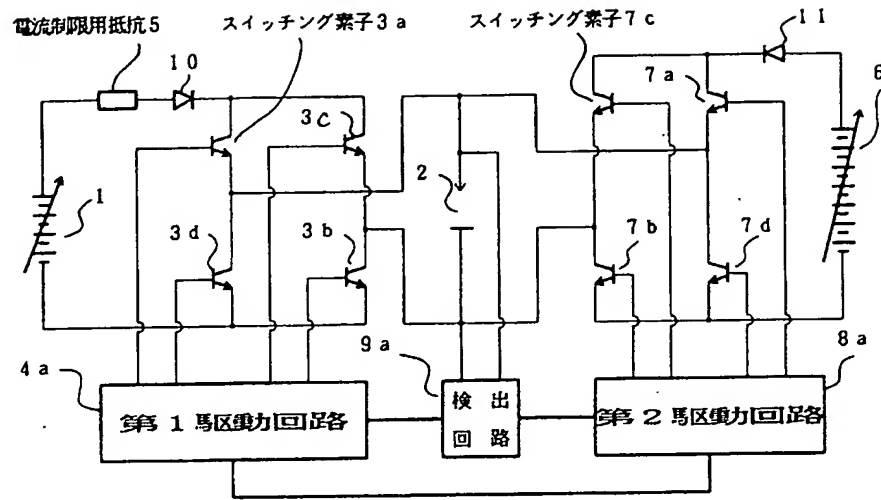 電流制限用抵抗5
スイッチング素子3a
スイッチング素子7c
11
10
7a
6
3c
1
2
3d
3b
7b
7d
9a
4a
8a
第1駆動回路
検出
回路
第2駆動回路